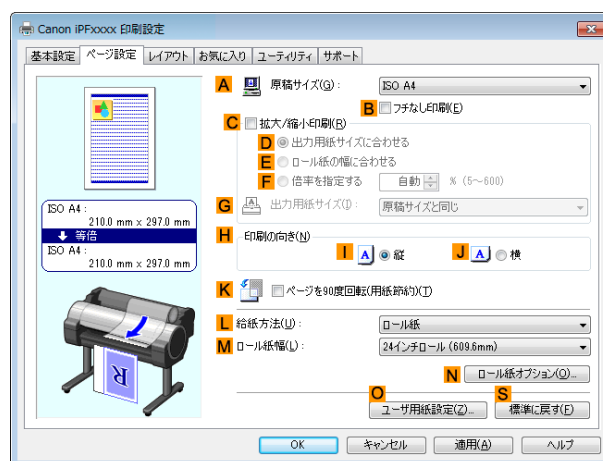 Canon iPFxxxx 印刷設定
基本設定 ページ設定 レイアウト お気に入り ユーティリティ サポート
A 原稿サイズ(G): ISO A4
B フチなし印刷(E)
C 拡大/縮小印刷(R)
D 出力用紙サイズに合わせる
E ロール紙の幅に合わせる
F 倍率を指定する 自動 % (5～600)
G 出力用紙サイズ(I): 原稿サイズと同じ
ISO A4 :
210.0 mm x 297.0 mm
等倍
ISO A4 :
210.0 mm x 297.0 mm
H 印刷の向き(N)
I A 縦 J A 横
K ページを90度回転(用紙節約)(T)
L 給紙方法(U): ロール紙
M ロール紙幅(L): 24インチロール (609.6mm)
N ロール紙オプション(O)...
R
O ユーザ用紙設定(Z)... S 標準に戻す(F)
OK キャンセル 適用(A) ヘルプ